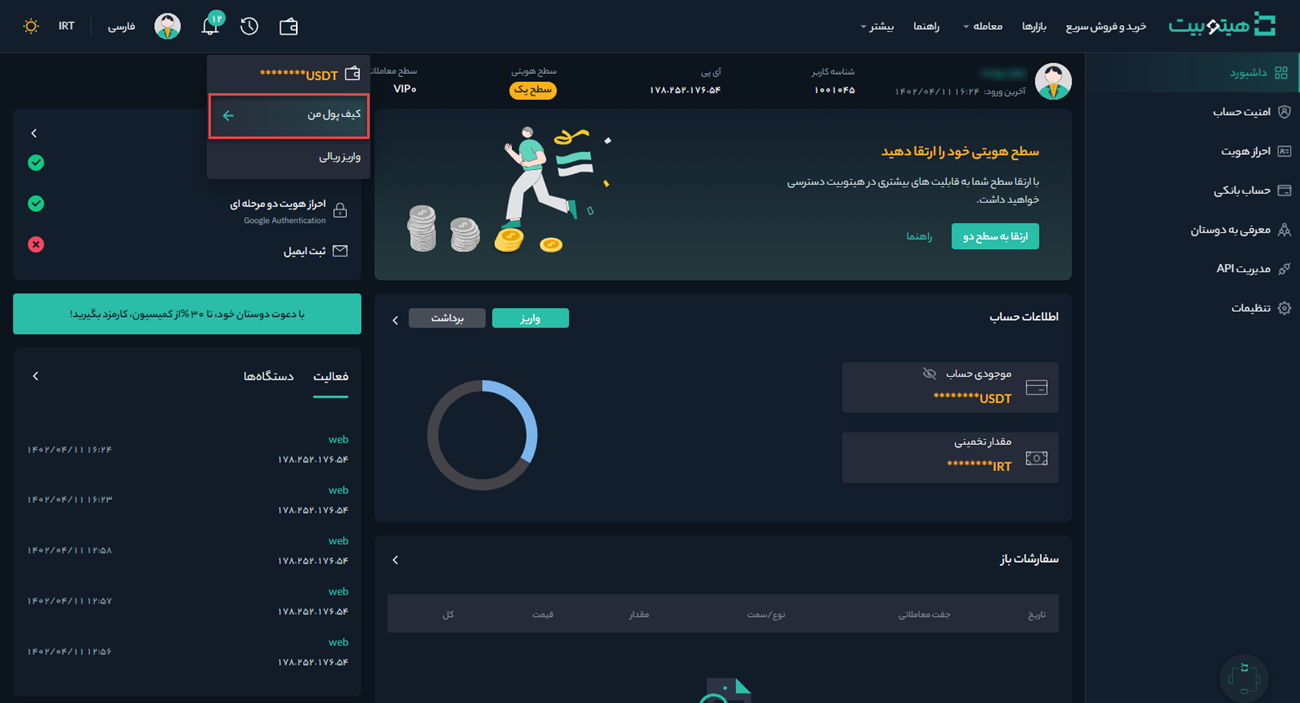 هیتوبیت
خرید و فروش سریع
بازارها
معامله
راهنما
بیشتر
۱۲
فارسی
IRT
داشبورد
امنیت حساب
احراز هویت
حساب بانکی
معرفی به دوستان
مدیریت API
تنظیمات
آخرین ورود: ۱۴۰۲/۰۴/۱۱ ۱۶:۲۴
شناسه کاربر
۱۰۰۱۰۴۵
آی پی
۱۷۸.۲۵۲.۱۷۶.۵۴
سطح هویتی
سطح یک
سطح معاملات
VIP۰
********USDT
کیف پول من
واریز ریالی
سطح هویتی خود را ارتقا دهید
با ارتقا سطح شما به قابلیت های بیشتری در هیتوبیت دسترسی
خواهید داشت.
ارتقا به سطح دو
راهنما
احراز هویت دو مرحله ای
Google Authentication
ثبت ایمیل
با دعوت دوستان خود، تا ۳۰ %از کمیسیون، کارمزد بگیرید!
اطلاعات حساب
واریز
برداشت
موجودی حساب
********USDT
مقدار تخمینی
********IRT
فعالیت
دستگاه‌ها
web
۱۷۸.۲۵۲.۱۷۶.۵۴
۱۴۰۲/۰۴/۱۱ ۱۶:۲۴
web
۱۷۸.۲۵۲.۱۷۶.۵۴
۱۴۰۲/۰۴/۱۱ ۱۶:۲۳
web
۱۷۸.۲۵۲.۱۷۶.۵۴
۱۴۰۲/۰۴/۱۱ ۱۲:۵۸
web
۱۷۸.۲۵۲.۱۷۶.۵۴
۱۴۰۲/۰۴/۱۱ ۱۲:۵۷
web
۱۷۸.۲۵۲.۱۷۶.۵۴
۱۴۰۲/۰۴/۱۱ ۱۲:۵۶
سفارشات باز
تاریخ
جفت معاملاتی
نوع/سمت
مقدار
قیمت
کل